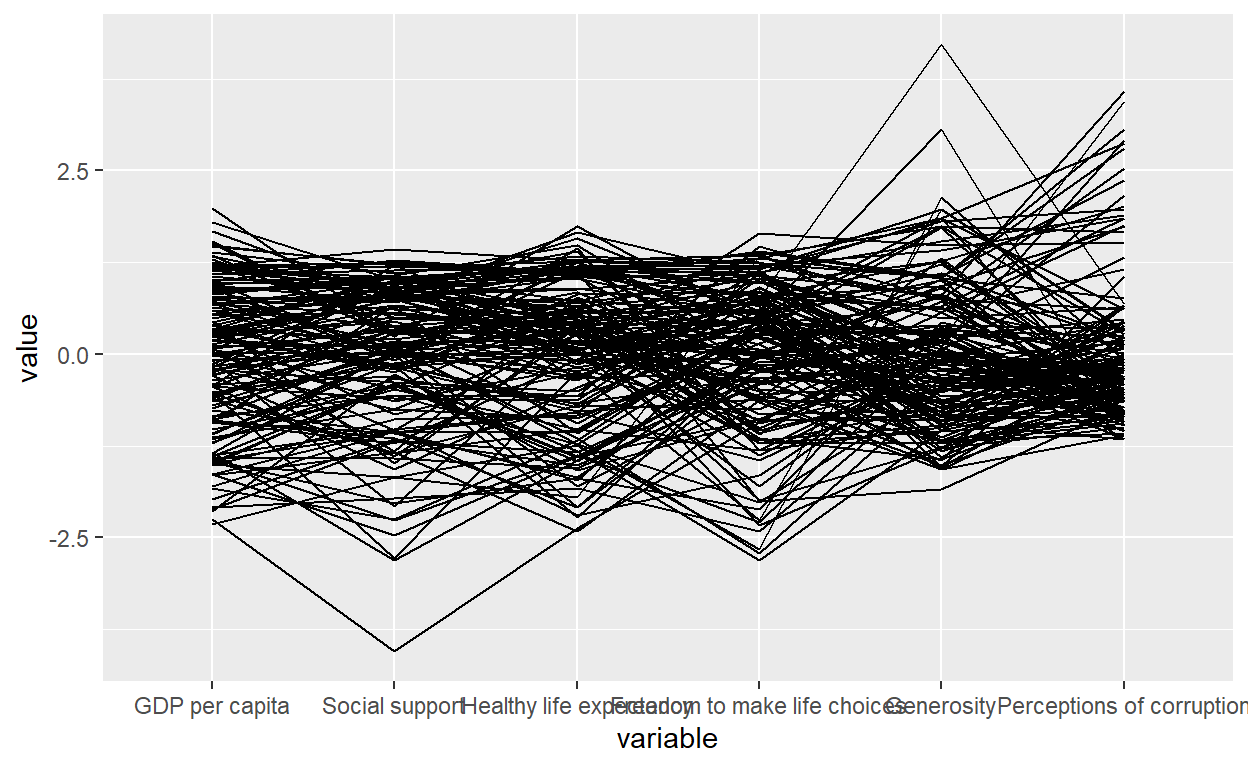 2.5
0.0
-2.5
value
GDP per capita Social support Healthy life expectancy Freedom to make life choices Generosity Perceptions of corruption
variable